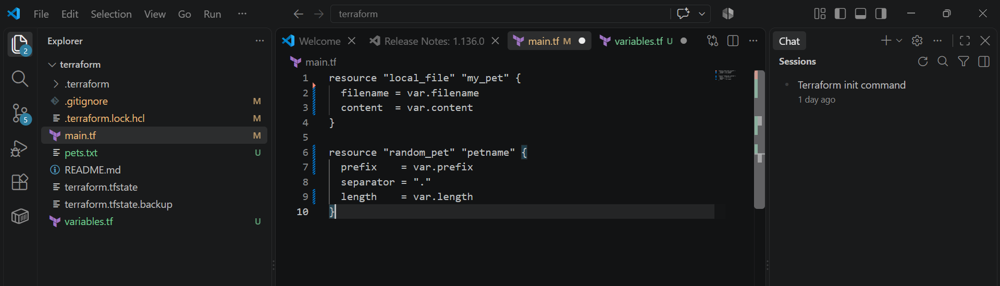 File Edit Selection View Go Run ···
terraform
Explorer
2
terraform
.terraform
.gitignore M
.terraform.lock.hcl M
5
main.tf M
pets.txt U
README.md
terraform.tfstate
terraform.tfstate.backup
variables.tf U
Welcome Release Notes: 1.136.0 main.tf M variables.tf U
main.tf
1 resource "local_file" "my_pet" {
2   filename = var.filename
3   content  = var.content
4 }
5
6 resource "random_pet" "petname" {
7   prefix    = var.prefix
8   separator = "."
9   length    = var.length
10 }
Chat
Sessions
Terraform init command
1 day ago